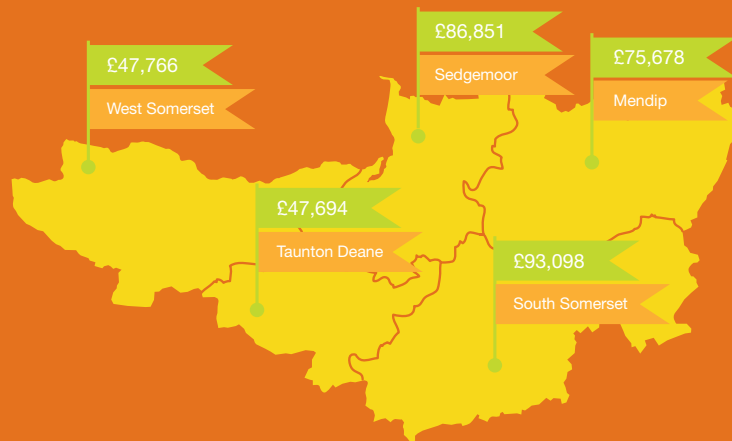 £47,766
West Somerset
£86,851
Sedgemoor
£75,678
Mendip
£47,694
Taunton Deane
£93,098
South Somerset